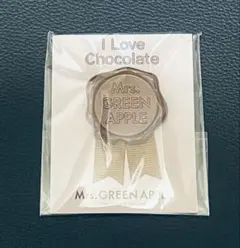 I Love
Chocolate
Mrs.
GREEN
APPLE
Mrs. GREEN APPLE